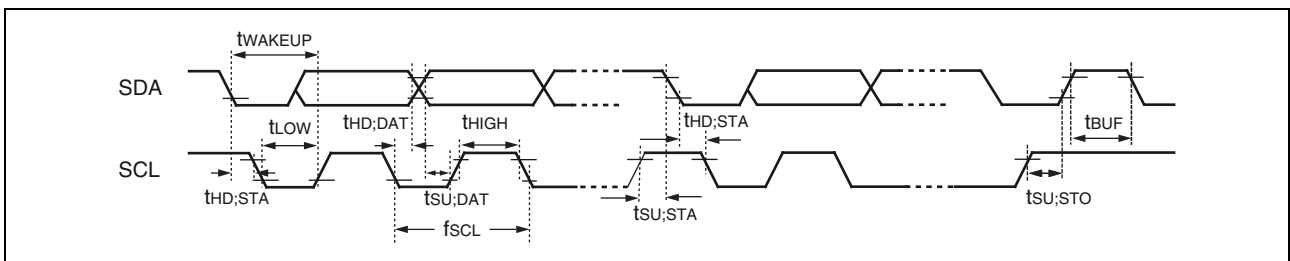 tWAKEUP
SDA
tLOW
tHD;DAT
tHIGH
tHD;STA
tBUF
SCL
tHD;STA
tSU;DAT
tSU;STA
tSU;STO
fSCL